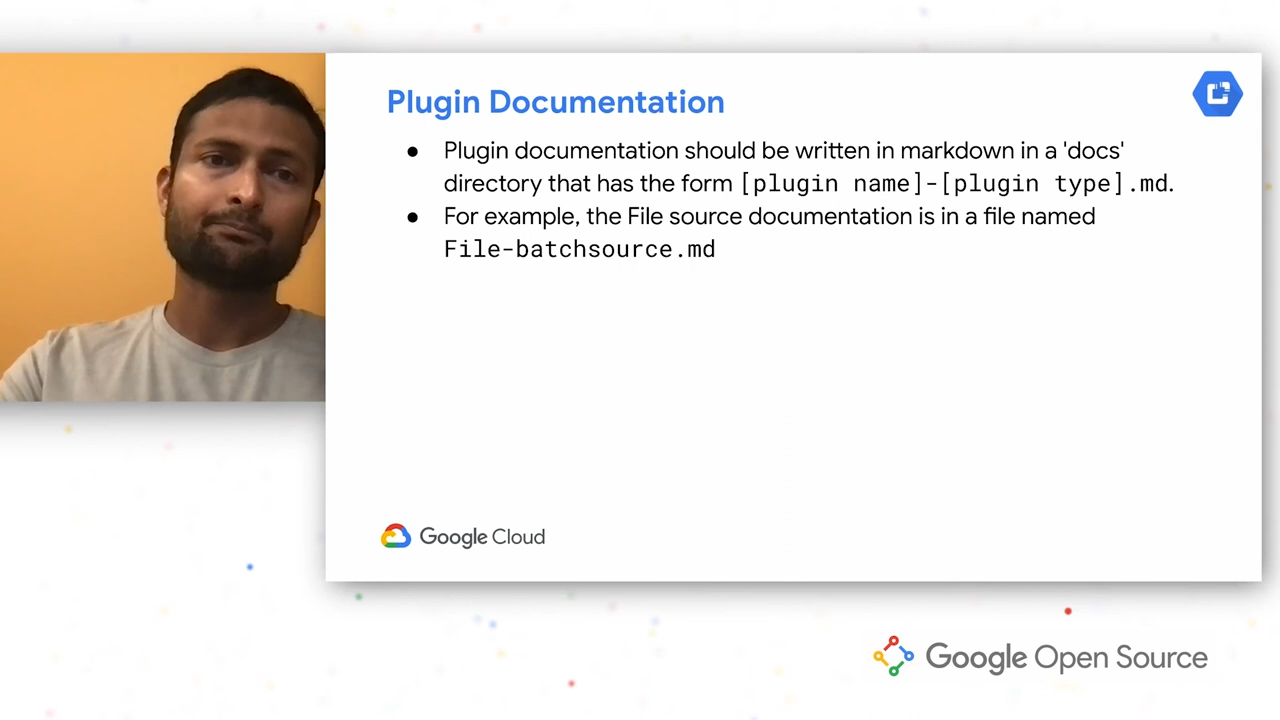 Plugin Documentation
● Plugin documentation should be written in markdown in a 'docs'
directory that has the form [plugin name]-[plugin type].md.
● For example, the File source documentation is in a file named
File-batchsource.md
Google Cloud
Google Open Source